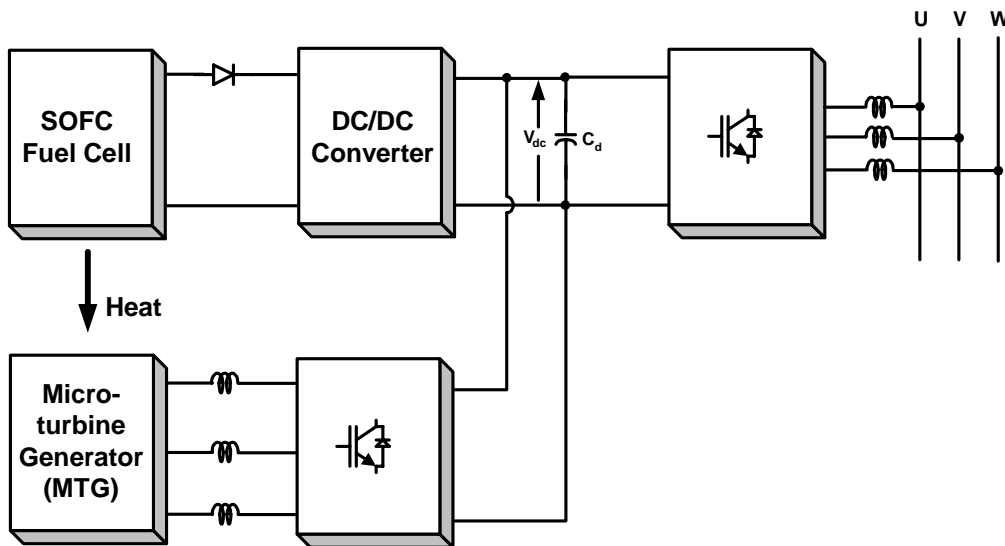 U V W
SOFC
Fuel Cell
DC/DC
Converter
Vdc
Cd
Heat
Micro-
turbine
Generator
(MTG)